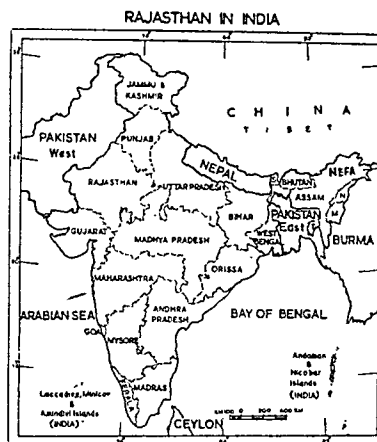 RAJASTHAN IN INDIA
JAMMU &
KASHMIR
CHINA
TIBET
PAKISTAN
West
PUNJAB
NEPAL
NEFA
S
BHUTAN
RAJASTHAN
UTTAR PRADESH
ASSAM
N
BIHAR
PAKISTAN
East
T
M
GUJARAT
MADHYA PRADESH
WEST
BENGAL
BURMA
ORISSA
MAHARASHTRA
ARABIAN SEA
ANDHRA
PRADESH
BAY OF BENGAL
GOA
MYSORE
Andaman
&
Nicobar
Islands
(INDIA)
Laccadive, Minicoy
&
Amindivi Islands
(INDIA)
KERALA
MADRAS
CEYLON